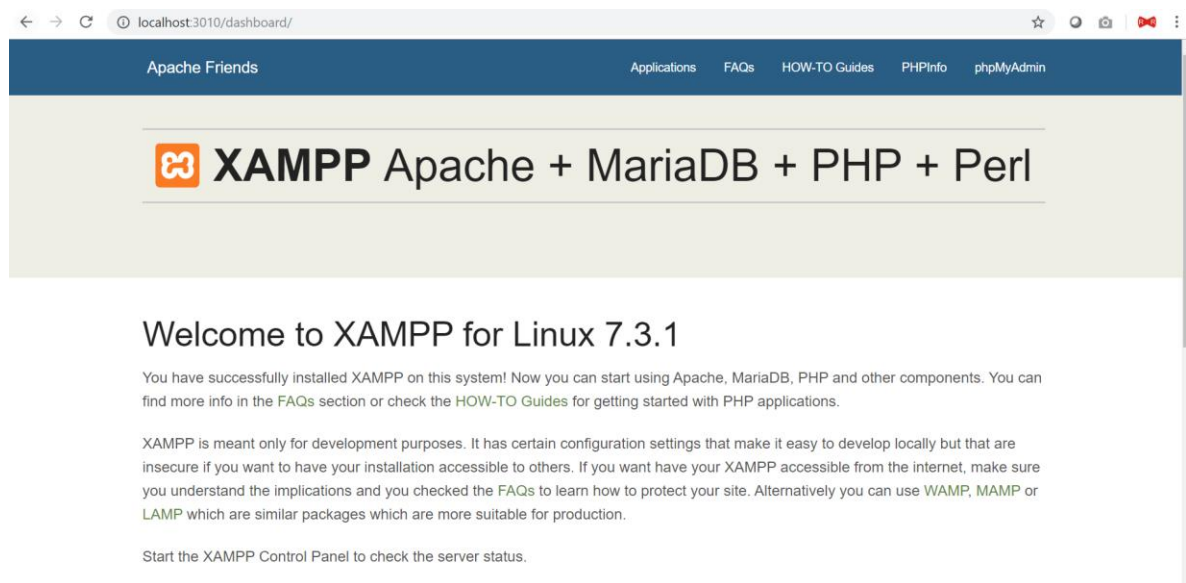 localhost:3010/dashboard/
Apache Friends
Applications FAQs HOW-TO Guides PHPInfo phpMyAdmin
XAMPP Apache + MariaDB + PHP + Perl
Welcome to XAMPP for Linux 7.3.1
You have successfully installed XAMPP on this system! Now you can start using Apache, MariaDB, PHP and other components. You can
find more info in the FAQs section or check the HOW-TO Guides for getting started with PHP applications.
XAMPP is meant only for development purposes. It has certain configuration settings that make it easy to develop locally but that are
insecure if you want to have your installation accessible to others. If you want have your XAMPP accessible from the internet, make sure
you understand the implications and you checked the FAQs to learn how to protect your site. Alternatively you can use WAMP, MAMP or
LAMP which are similar packages which are more suitable for production.
Start the XAMPP Control Panel to check the server status.